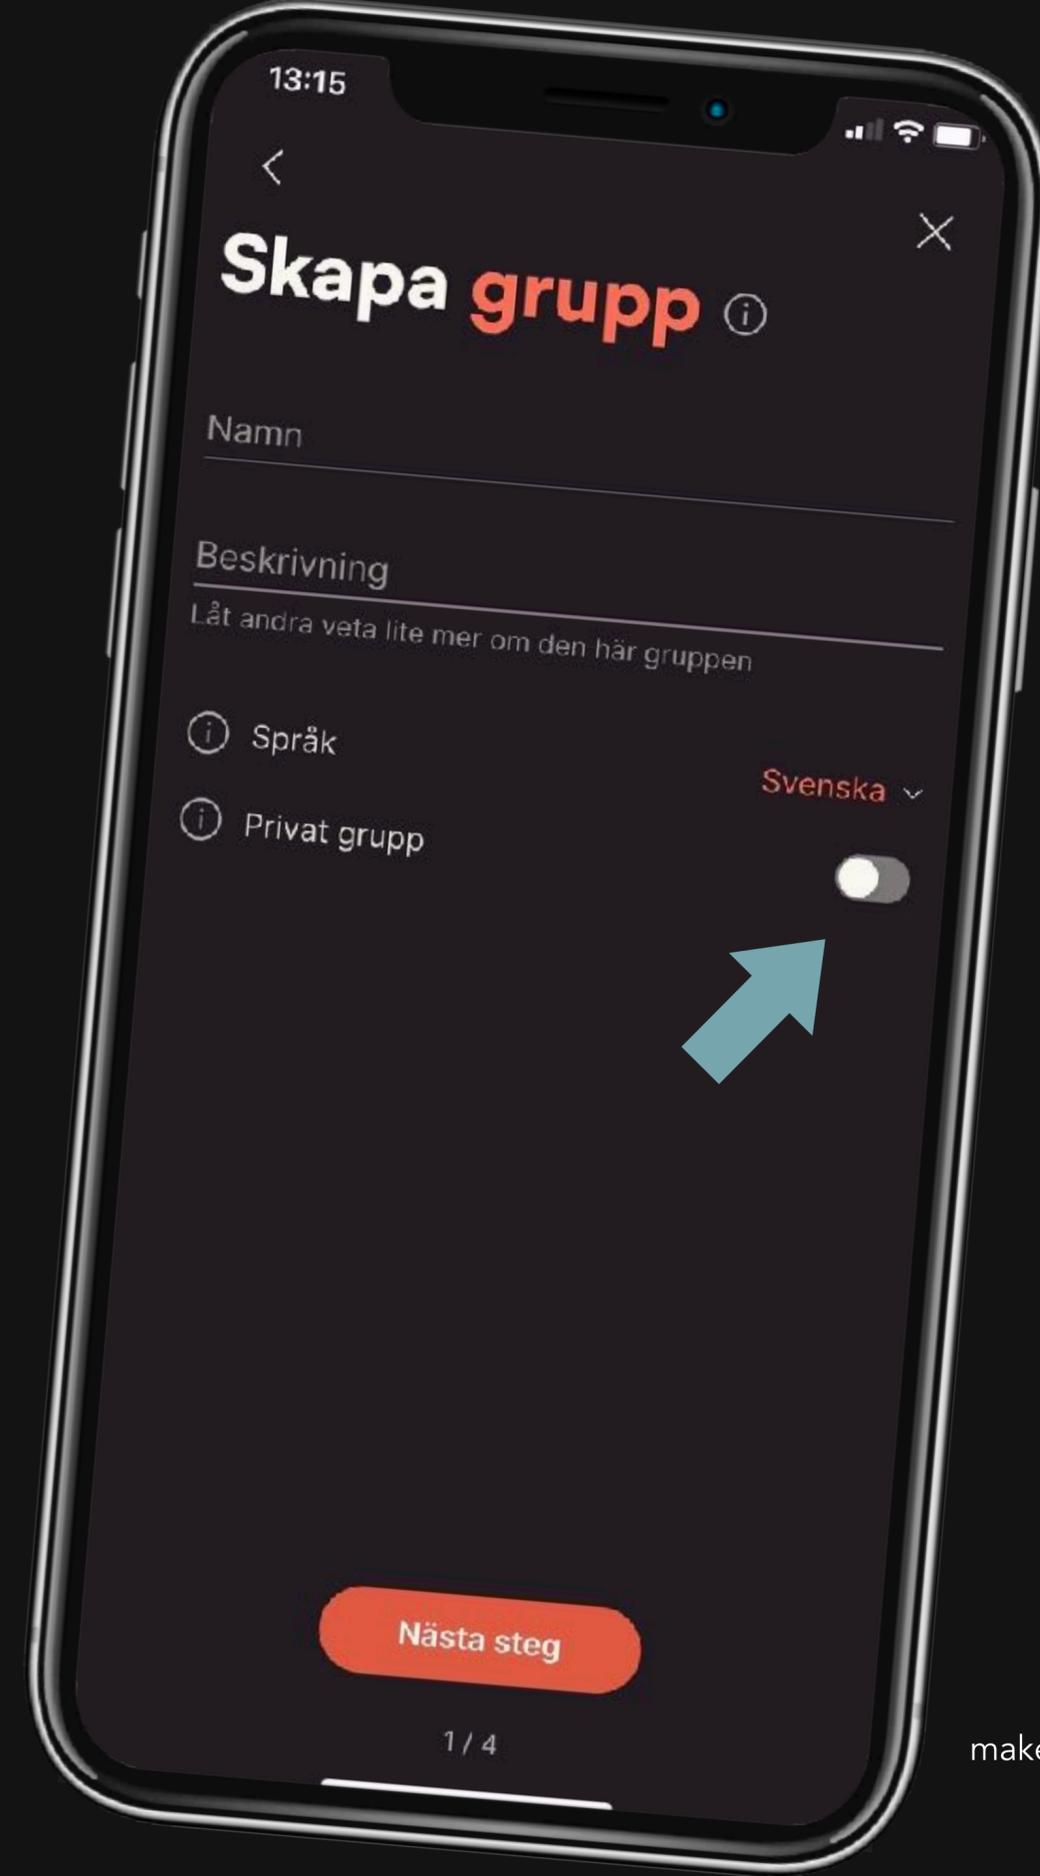 13:15
Skapa grupp
Namn
Beskrivning
Låt andra veta lite mer om den här gruppen
Språk
Svenska
Privat grupp
Nästa steg
1 / 4
make